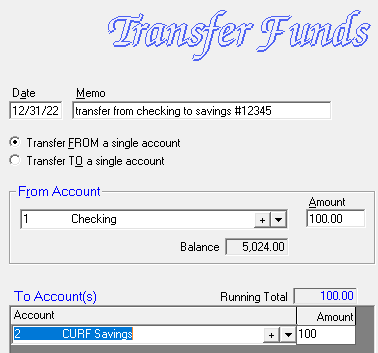 Transfer Funds
Date Memo
12/31/22 transfer from checking to savings #12345
Transfer FROM a single account
Transfer TO a single account
From Account
Amount
1 Checking + 100.00
Balance 5,024.00
To Account(s) Running Total 100.00
Account Amount
2 CURF Savings + 100